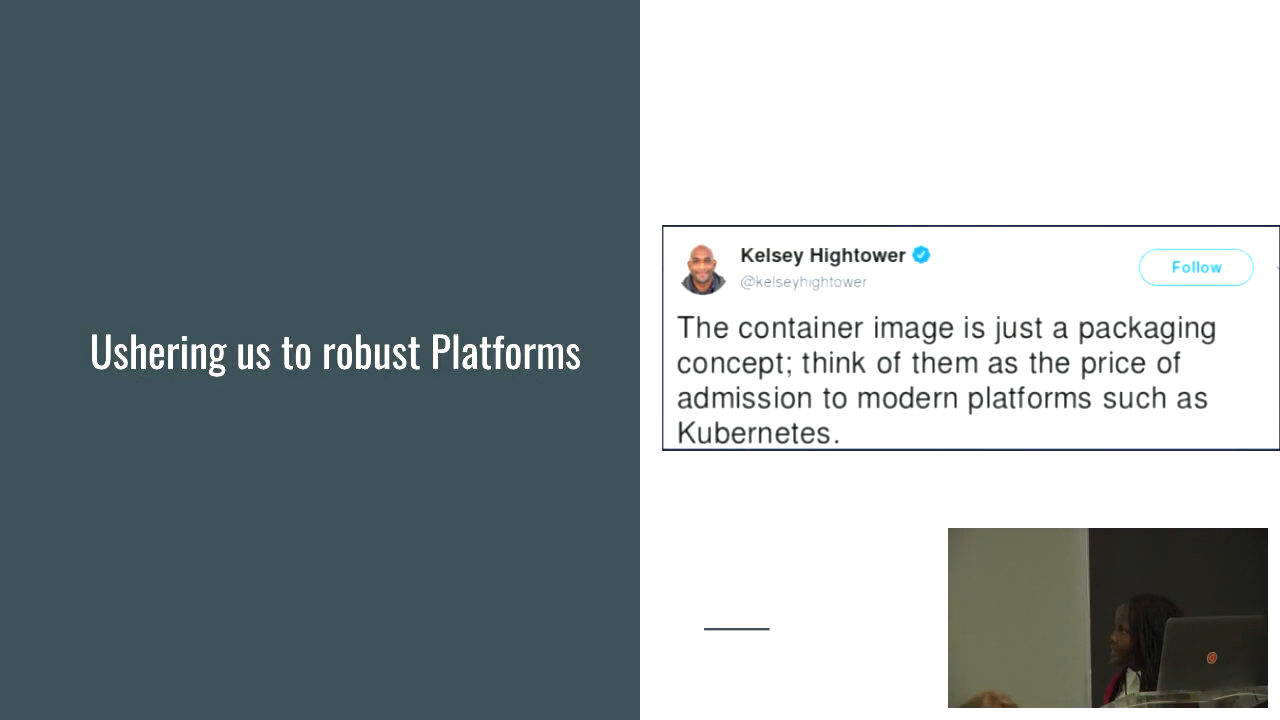 Ushering us to robust Platforms
Kelsey Hightower
@kelseyhightower
Follow
The container image is just a packaging
concept; think of them as the price of
admission to modern platforms such as
Kubernetes.